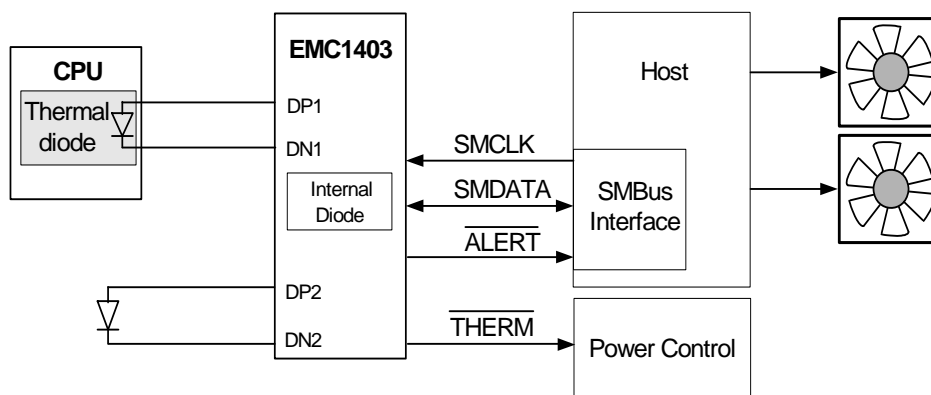 CPU
Thermal
diode
EMC1403
DP1
DN1
Internal
Diode
DP2
DN2
SMCLK
SMDATA
ALERT
THERM
Host
SMBus
Interface
Power Control